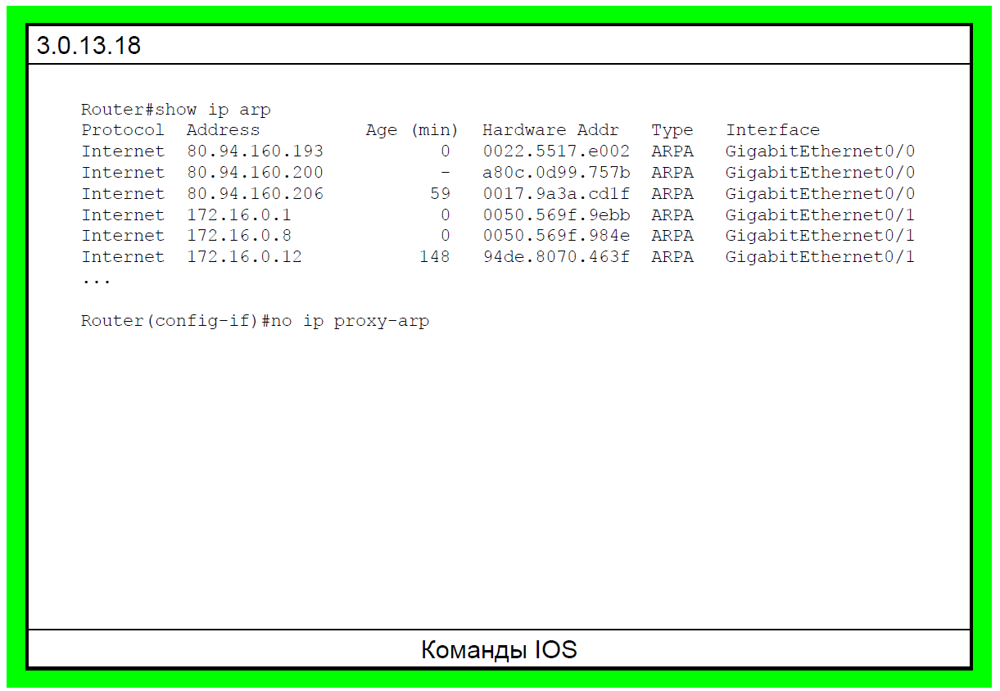 3.0.13.18
Router#show ip arp
Protocol  Address          Age (min)  Hardware Addr   Type   Interface
Internet  80.94.160.193           0   0022.5517.e002  ARPA   GigabitEthernet0/0
Internet  80.94.160.200           -   a80c.0d99.757b  ARPA   GigabitEthernet0/0
Internet  80.94.160.206          59   0017.9a3a.cd1f  ARPA   GigabitEthernet0/0
Internet  172.16.0.1              0   0050.569f.9ebb  ARPA   GigabitEthernet0/1
Internet  172.16.0.8              0   0050.569f.984e  ARPA   GigabitEthernet0/1
Internet  172.16.0.12           148   94de.8070.463f  ARPA   GigabitEthernet0/1
...
Router(config-if)#no ip proxy-arp
Команды IOS